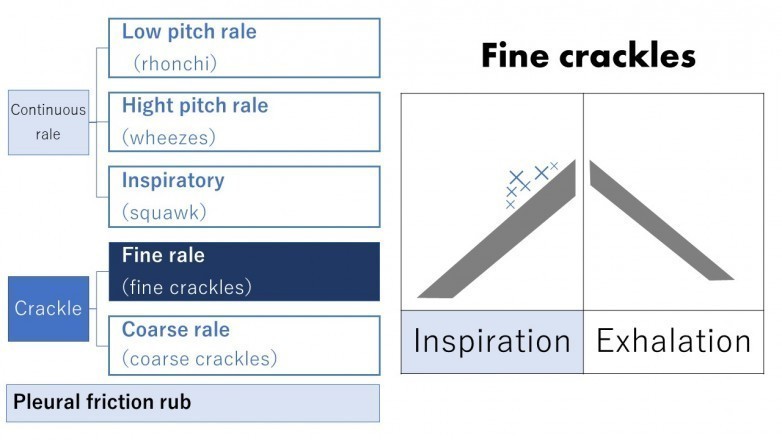 Low pitch rale
(rhonchi)
Continuous
rale
Hight pitch rale
(wheezes)
Inspiratory
(squawk)
Fine rale
(fine crackles)
Crackle
Coarse rale
(coarse crackles)
Pleural friction rub
Fine crackles
Inspiration
Exhalation